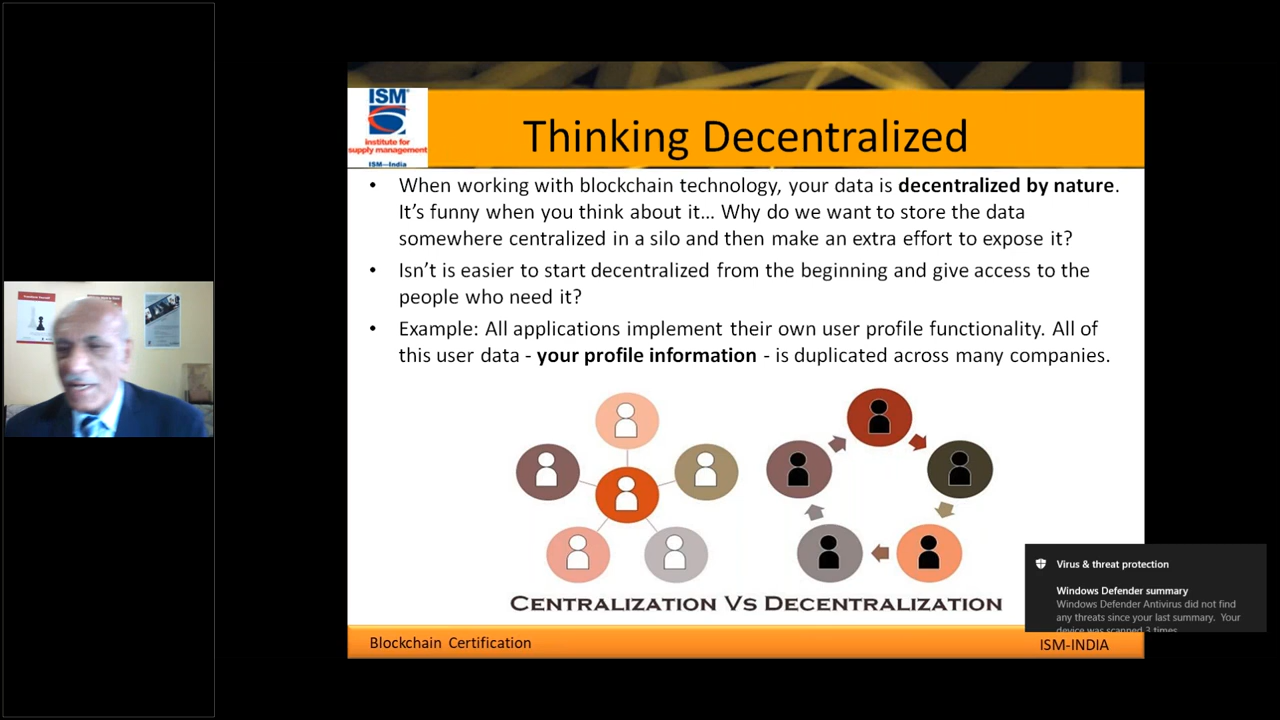 ISM
institute for
supply management
ISM—India
Thinking Decentralized
• When working with blockchain technology, your data is decentralized by nature.
It’s funny when you think about it… Why do we want to store the data
somewhere centralized in a silo and then make an extra effort to expose it?
• Isn’t is easier to start decentralized from the beginning and give access to the
people who need it?
• Example: All applications implement their own user profile functionality. All of
this user data - your profile information - is duplicated across many companies.
Centralization Vs Decentralization
Virus & threat protection
Windows Defender summary
Windows Defender Antivirus did not find
any threats since your last summary. Your
device was scanned 3 times
Blockchain Certification
ISM-INDIA